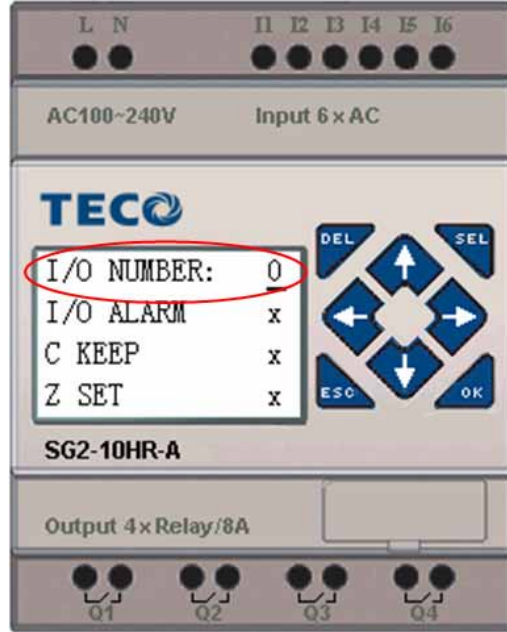 L N I1 I2 I3 I4 I5 I6
AC100~240V Input 6×AC
TECO
DEL SEL
I/O NUMBER: 0
I/O ALARM x
C KEEP x
Z SET x
ESC OK
SG2-10HR-A
Output 4×Relay/8A
Q1 Q2 Q3 Q4